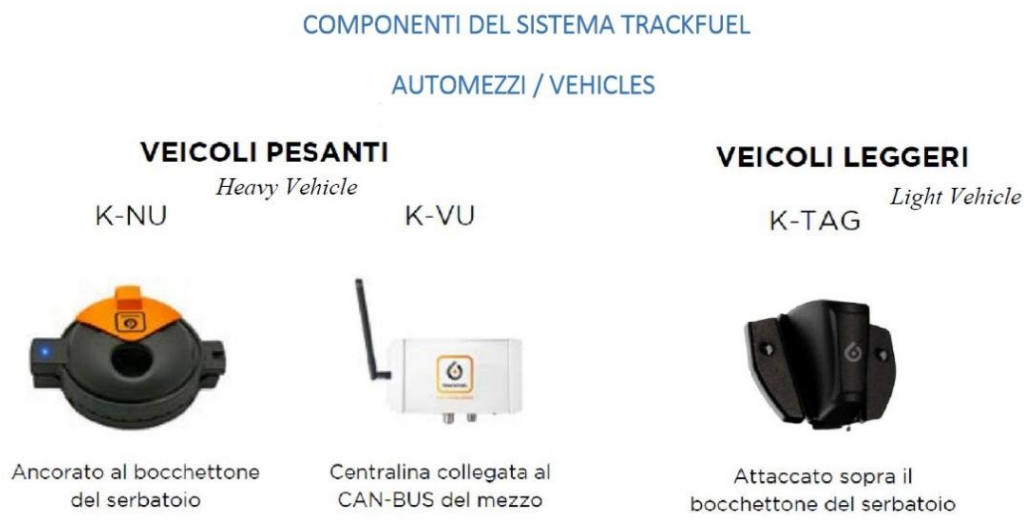 COMPONENTI DEL SISTEMA TRACKFUEL
AUTOMEZZI / VEHICLES
VEICOLI PESANTI
Heavy Vehicle
K-NU
K-VU
VEICOLI LEGGERI
Light Vehicle
K-TAG
TRACKFUEL
Ancorato al bocchettone
del serbatoio
Centralina collegata al
CAN-BUS del mezzo
Attaccato sopra il
bocchettone del serbatoio